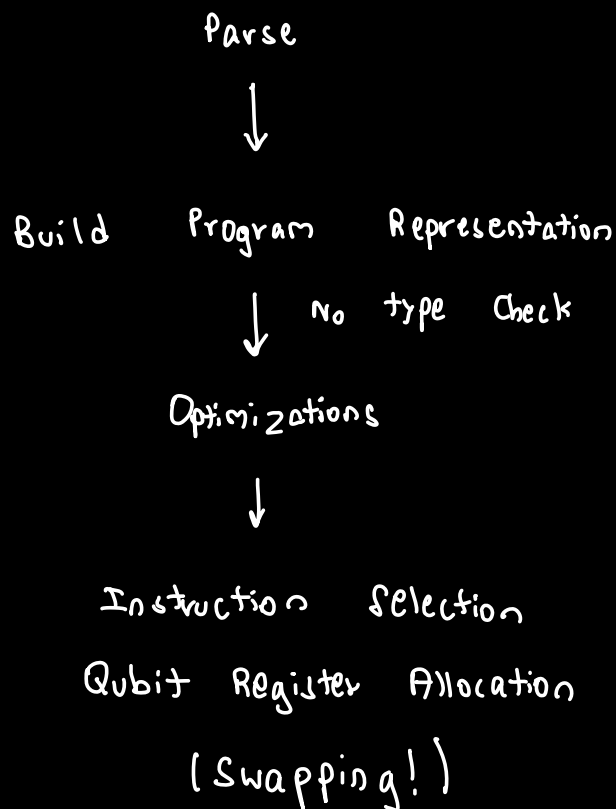 Parse
Build Program Representation
No type Check
Optimizations
Instruction Selection
Qubit Register Allocation
(Swapping!)